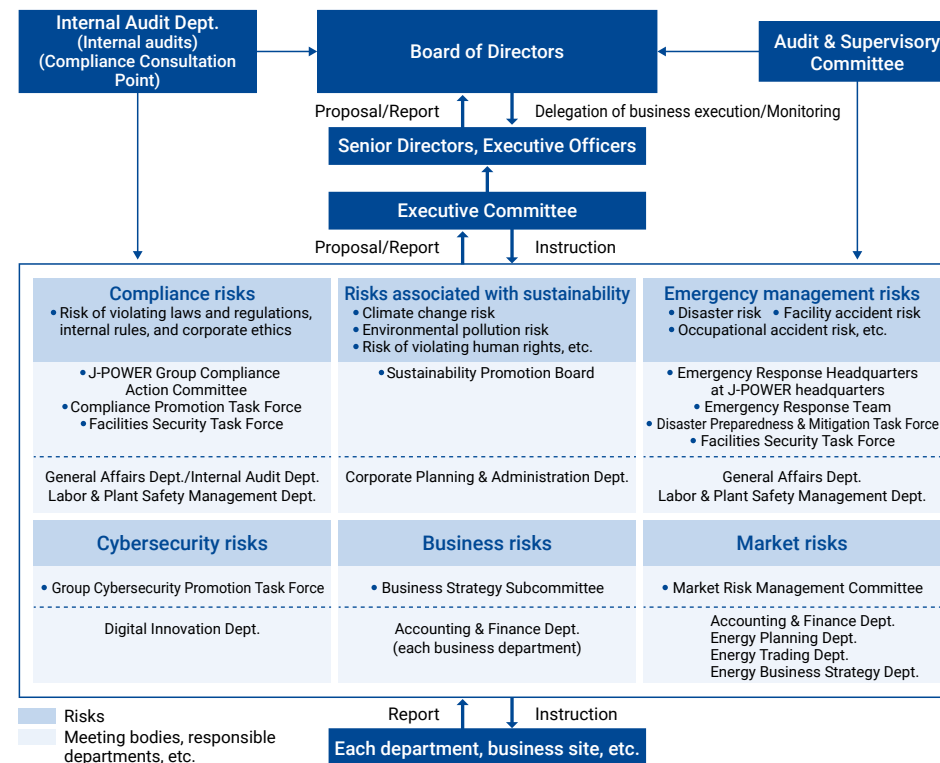 Internal Audit Dept.
(Internal audits)
(Compliance Consultation
Point)
Board of Directors
Audit & Supervisory
Committee
Proposal/Report
Delegation of business execution/Monitoring
Senior Directors, Executive Officers
Executive Committee
Proposal/Report
Instruction
Compliance risks
• Risk of violating laws and regulations,
internal rules, and corporate ethics
• J-POWER Group Compliance
Action Committee
• Compliance Promotion Task Force
• Facilities Security Task Force
General Affairs Dept./Internal Audit Dept.
Labor & Plant Safety Management Dept.
Risks associated with sustainability
• Climate change risk
• Environmental pollution risk
• Risk of violating human rights, etc.
• Sustainability Promotion Board
Corporate Planning & Administration Dept.
Emergency management risks
• Disaster risk • Facility accident risk
• Occupational accident risk, etc.
• Emergency Response Headquarters
at J-POWER headquarters
• Emergency Response Team
• Disaster Preparedness & Mitigation Task Force
• Facilities Security Task Force
General Affairs Dept.
Labor & Plant Safety Management Dept.
Cybersecurity risks
• Group Cybersecurity Promotion Task Force
Digital Innovation Dept.
Business risks
• Business Strategy Subcommittee
Accounting & Finance Dept.
(each business department)
Market risks
• Market Risk Management Committee
Accounting & Finance Dept.
Energy Planning Dept.
Energy Trading Dept.
Energy Business Strategy Dept.
Risks
Meeting bodies, responsible
departments, etc.
Report
Instruction
Each department, business site, etc.